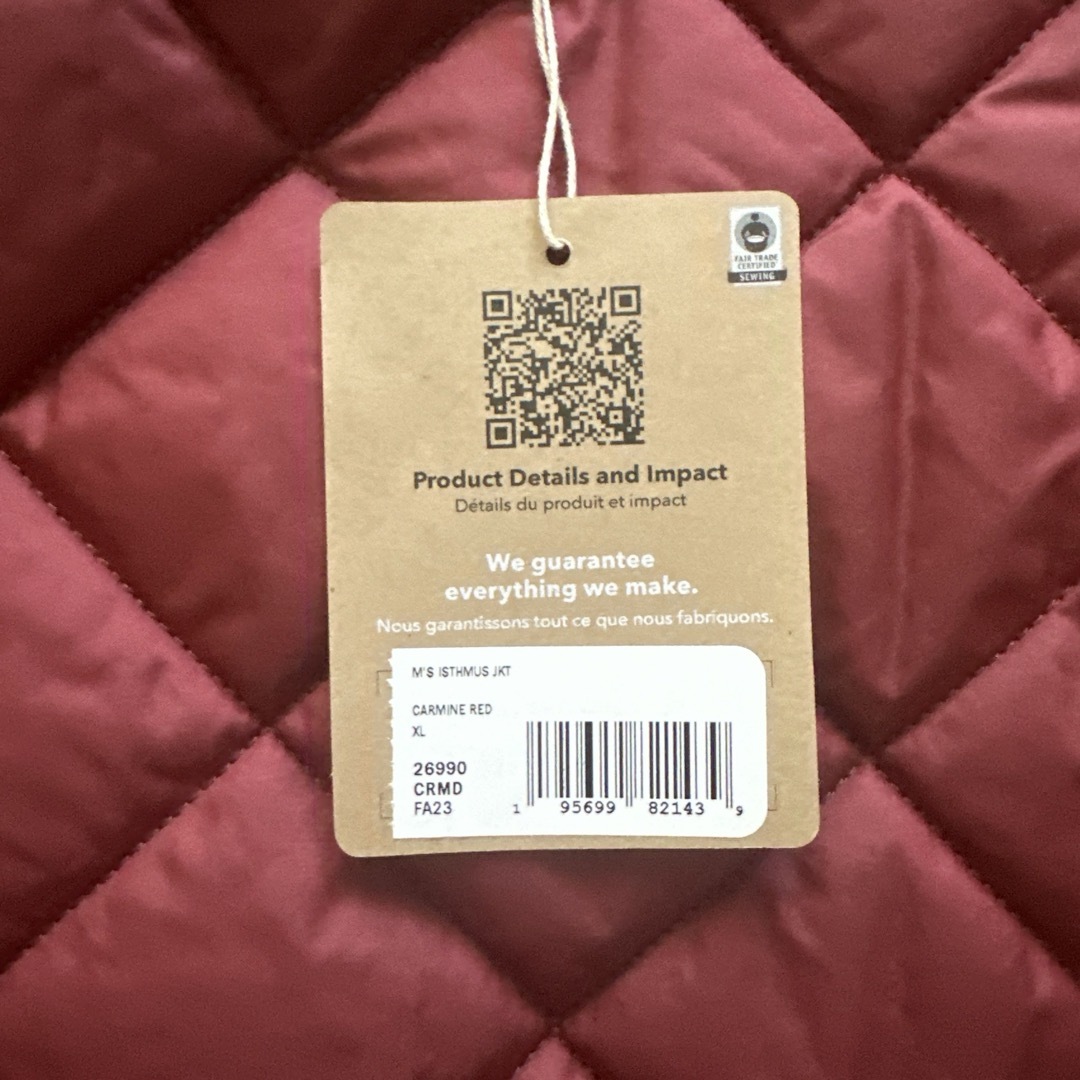 FAIR TRADE
CERTIFIED
SEWING
Product Details and Impact
Détails du produit et impact
We guarantee
everything we make.
Nous garantissons tout ce que nous fabriquons.
M'S ISTHMUS JKT
CARMINE RED
XL
26990
CRMD
FA23
1 95699 82143 9